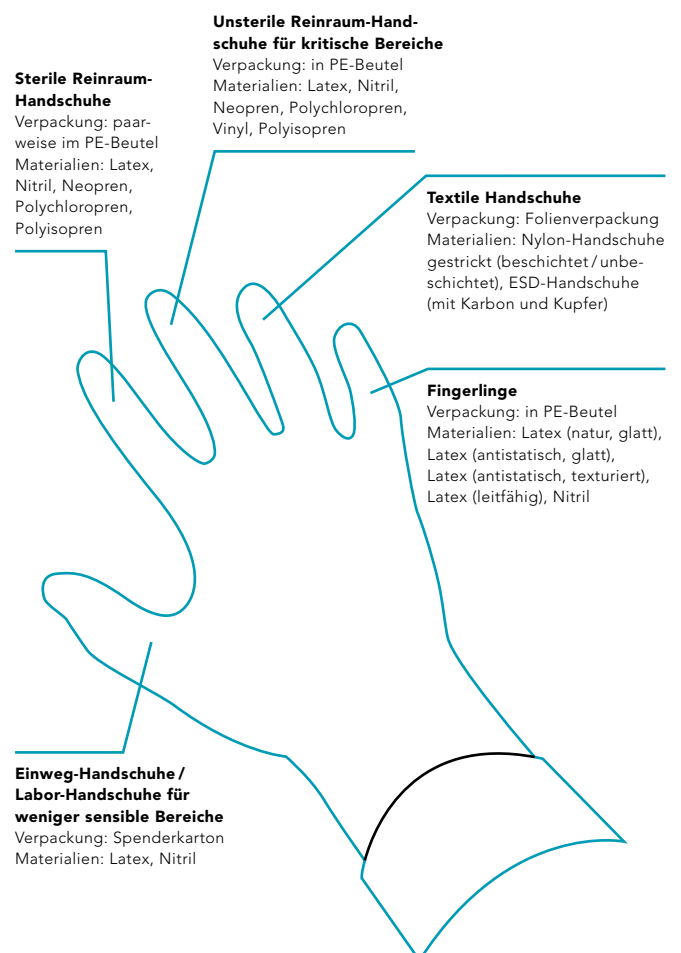 Unsterile Reinraum-Hand-
schuhe für kritische Bereiche
Verpackung: in PE-Beutel
Materialien: Latex, Nitril,
Neopren, Polychloropren,
Vinyl, Polyisopren
Sterile Reinraum-
Handschuhe
Verpackung: paar-
weise im PE-Beutel
Materialien: Latex,
Nitril, Neopren,
Polychloropren,
Polyisopren
Textile Handschuhe
Verpackung: Folienverpackung
Materialien: Nylon-Handschuhe
gestrickt (beschichtet / unbe-
schichtet), ESD-Handschuhe
(mit Karbon und Kupfer)
Fingerlinge
Verpackung: in PE-Beutel
Materialien: Latex (natur, glatt),
Latex (antistatisch, glatt),
Latex (antistatisch, texturiert),
Latex (leitfähig), Nitril
Einweg-Handschuhe /
Labor-Handschuhe für
weniger sensible Bereiche
Verpackung: Spenderkarton
Materialien: Latex, Nitril